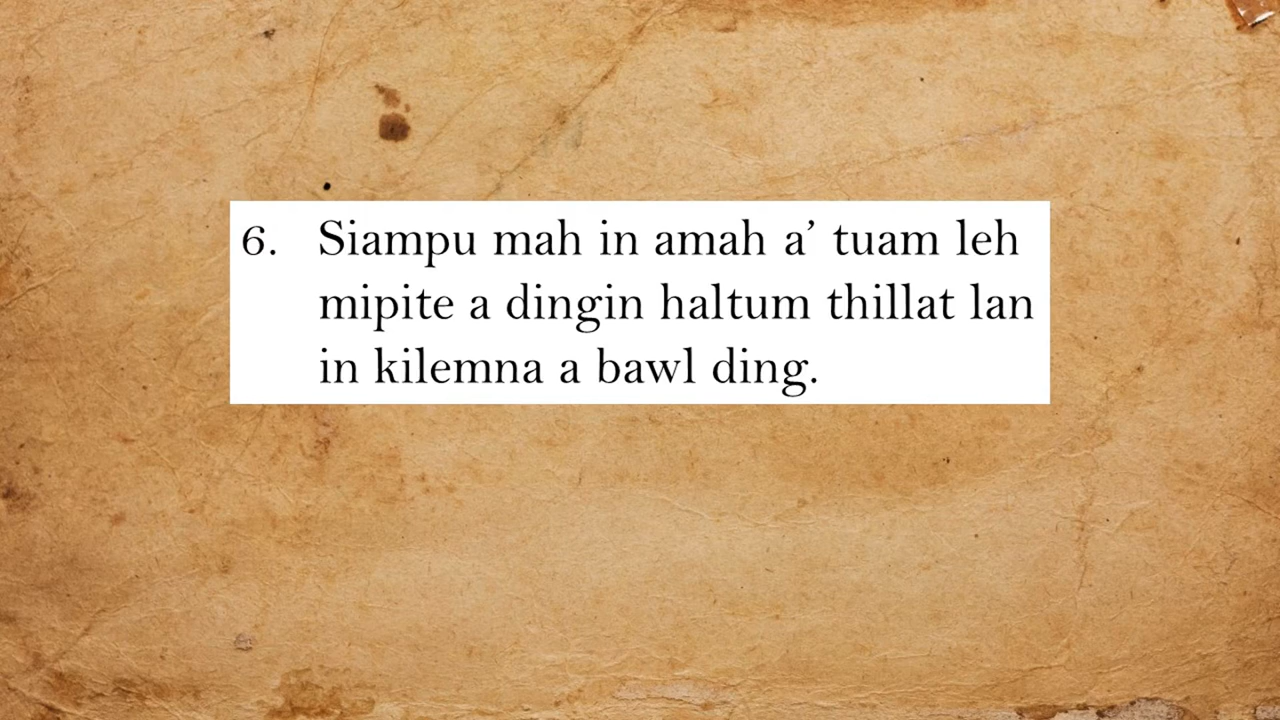 6. Siampu mah in amah a’ tuam leh
mipite a dingin haltum thillat lan
in kilemna a bawl ding.